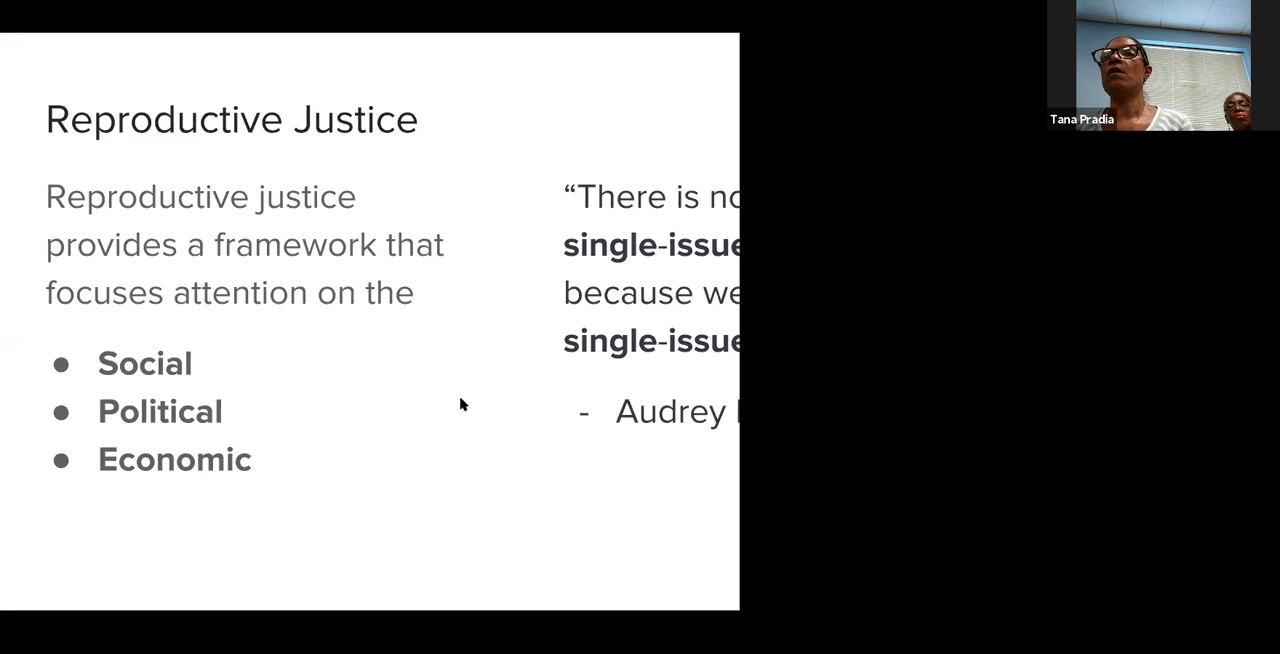 Reproductive Justice
Reproductive justice
provides a framework that
focuses attention on the
● Social
● Political
● Economic
“There is no
single-issue
because we
single-issue
- Audrey
Tana Pradia